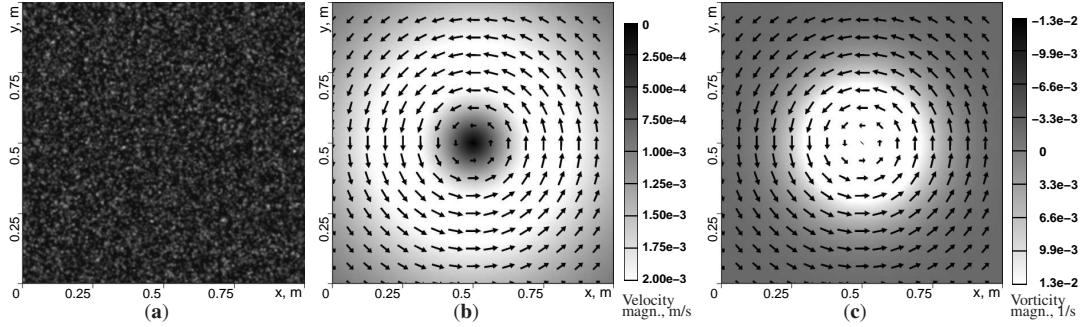 y, m
0.75
0.5
0.25
0
0.25
0.5
0.75
x, m
(a)
y, m
0.75
0.5
0.25
0
0.25
0.5
0.75
x, m
(b)
0
2.50e-4
5.00e-4
7.50e-4
1.00e-3
1.25e-3
1.50e-3
1.75e-3
2.00e-3
Velocity
magn., m/s
y, m
0.75
0.5
0.25
0
0.25
0.5
0.75
x, m
(c)
-1.3e-2
-9.9e-3
-6.6e-3
-3.3e-3
0
3.3e-3
6.6e-3
9.9e-3
1.3e-2
Vorticity
magn., 1/s